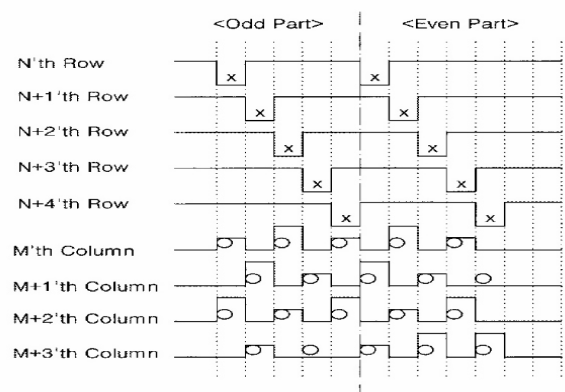 <Odd Part> <Even Part>
N'th Row
x x
N+1'th Row
x x
N+2'th Row
x x
N+3'th Row
x x
N+4'th Row
x x
M'th Column
M+1'th Column
M+2'th Column
M+3'th Column